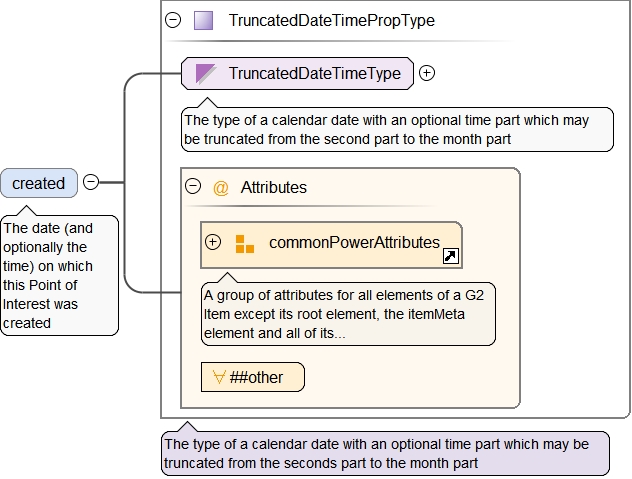 TruncatedDateTimePropType
TruncatedDateTimeType
The type of a calendar date with an optional time part which may
be truncated from the second part to the month part
created
The date (and
optionally the
time) on which
this Point of
Interest was
created
@ Attributes
commonPowerAttributes
A group of attributes for all elements of a G2
Item except its root element, the itemMeta
element and all of its...
##other
The type of a calendar date with an optional time part which may be
truncated from the seconds part to the month part